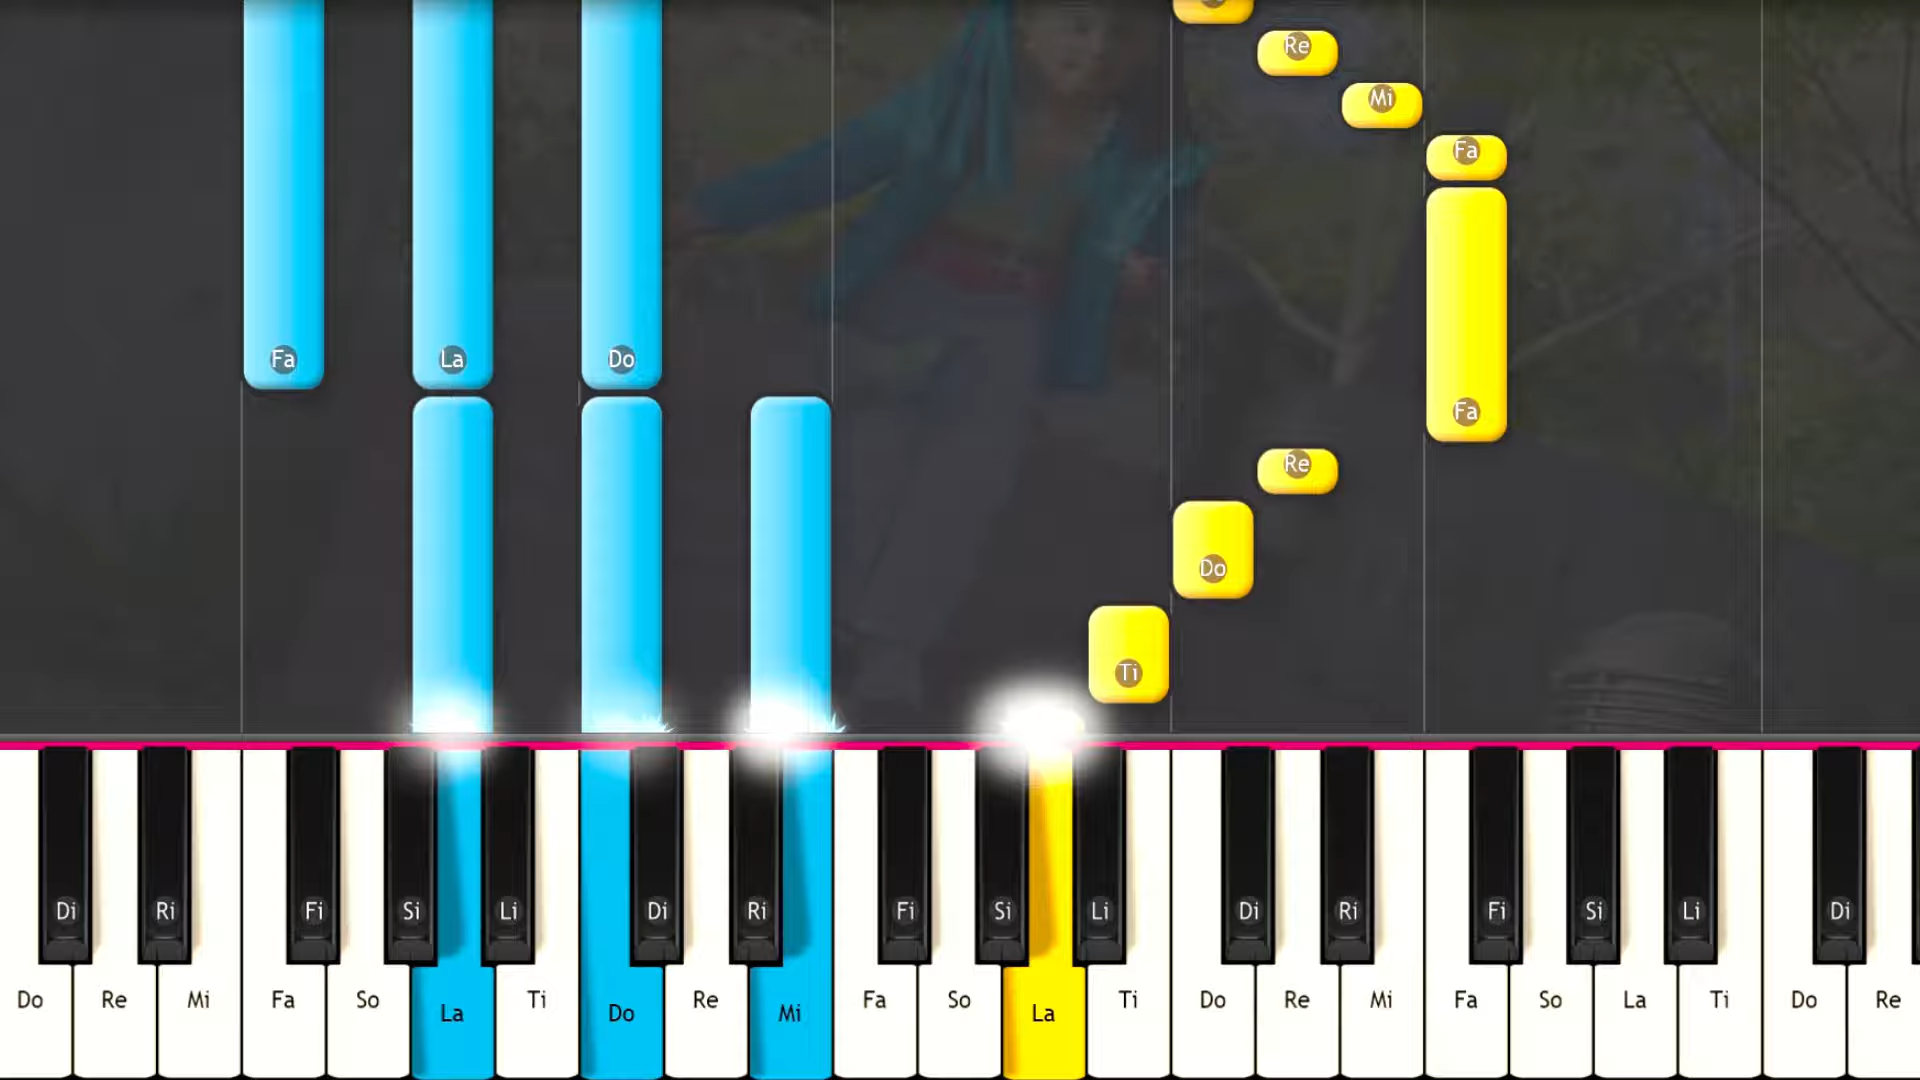 Re
Mi
Fa
Fa La Do
Fa
Re
Do
Ti
Di Ri Fi Si Li Di Ri Fi Si Li Di Ri Fi Si Li Di
Do Re Mi Fa So La Ti Do Re Mi Fa So La Ti Do Re Mi Fa So La Ti Do Re